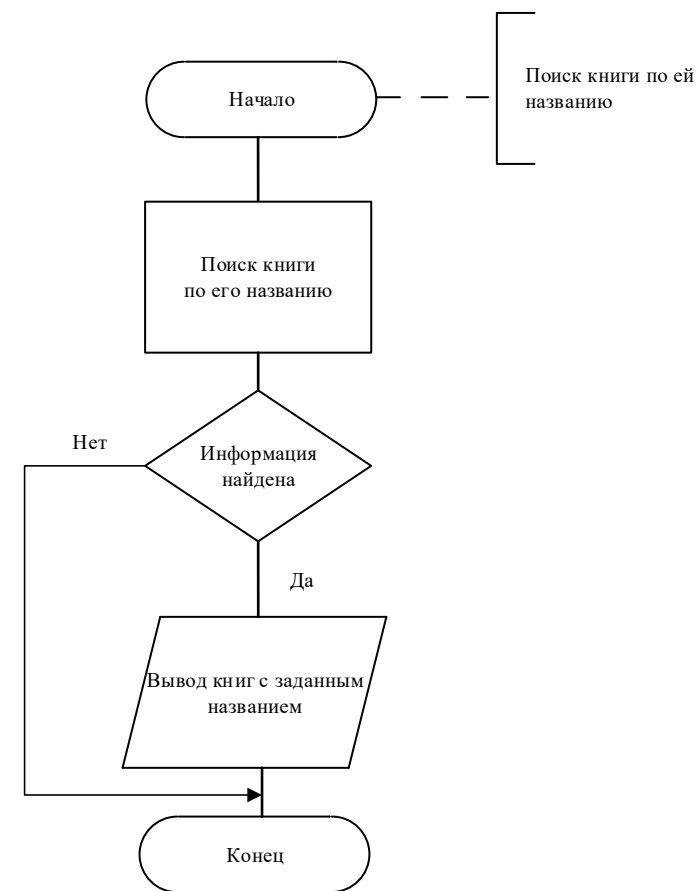 Начало
Поиск книги по ей
названию
Поиск книги
по его названию
Нет
Информация
найдена
Да
Вывод книг с заданным
названием
Конец